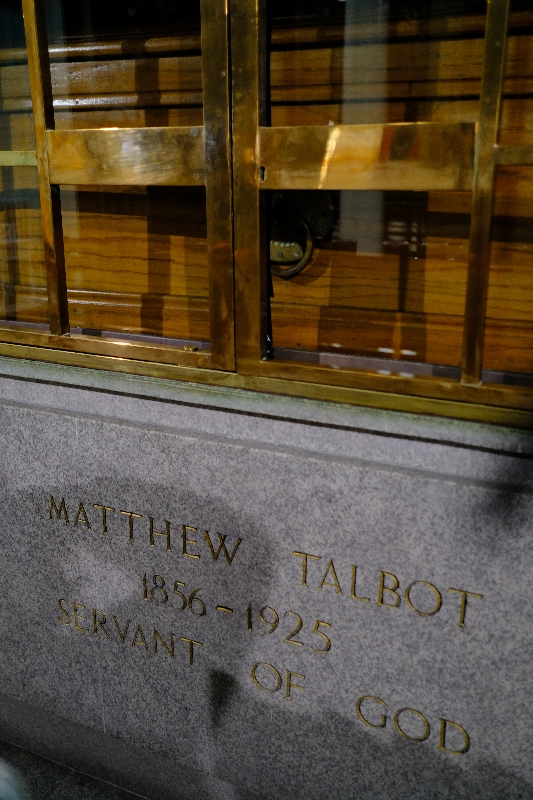 MATTHEW TALBOT
1856-1925
SERVANT OF GOD